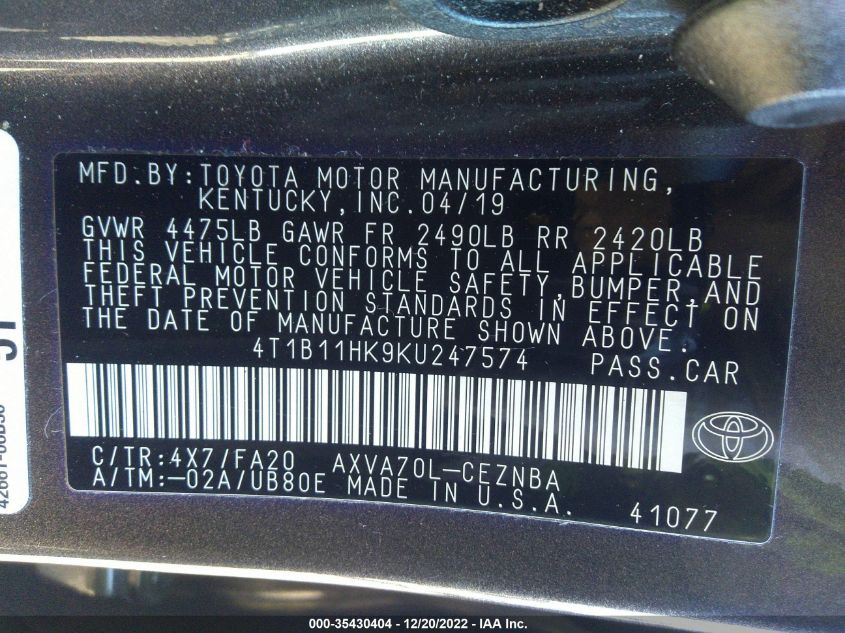 MFD.BY:TOYOTA MOTOR MANUFACTURING,
KENTUCKY,INC.04/19
GVWR 4475LB GAWR FR 2490LB RR 2420LB
THIS VEHICLE CONFORMS TO ALL APPLICABLE
FEDERAL MOTOR VEHICLE SAFETY,BUMPER,AND
THEFT PREVENTION STANDARDS IN EFFECT ON
THE DATE OF MANUFACTURE SHOWN ABOVE.
4T1B11HK9KU247574 PASS.CAR
C/TR:4X7/FA20 AXVA70L-CEZNBA
A/TM:-02A/UB80E MADE IN U.S.A.
41077
000-35430404 - 12/20/2022 - IAA Inc.